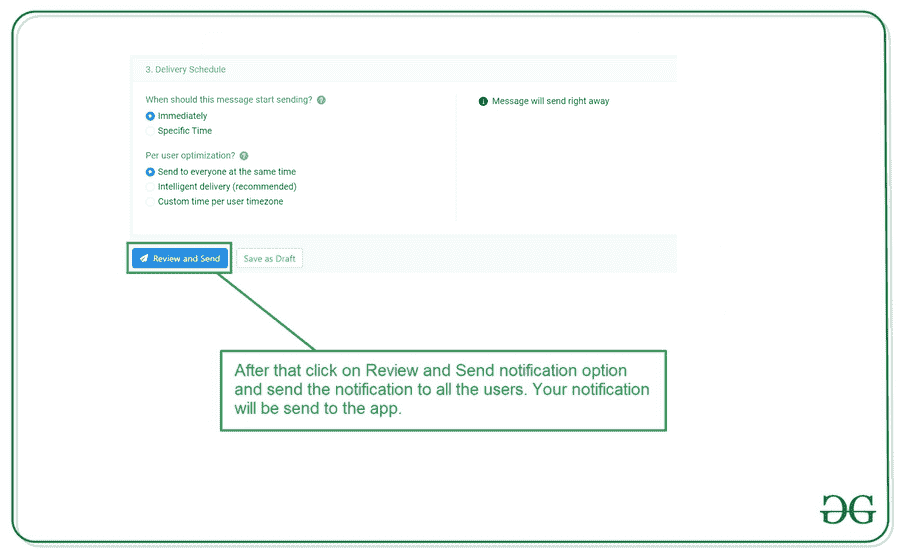 3. Delivery Schedule
When should this message start sending? ?
Immediately
Specific Time
i Message will send right away
Per user optimization? ?
Send to everyone at the same time
Intelligent delivery (recommended)
Custom time per user timezone
Review and Send
Save as Draft
After that click on Review and Send notification option
and send the notification to all the users. Your notification
will be send to the app.